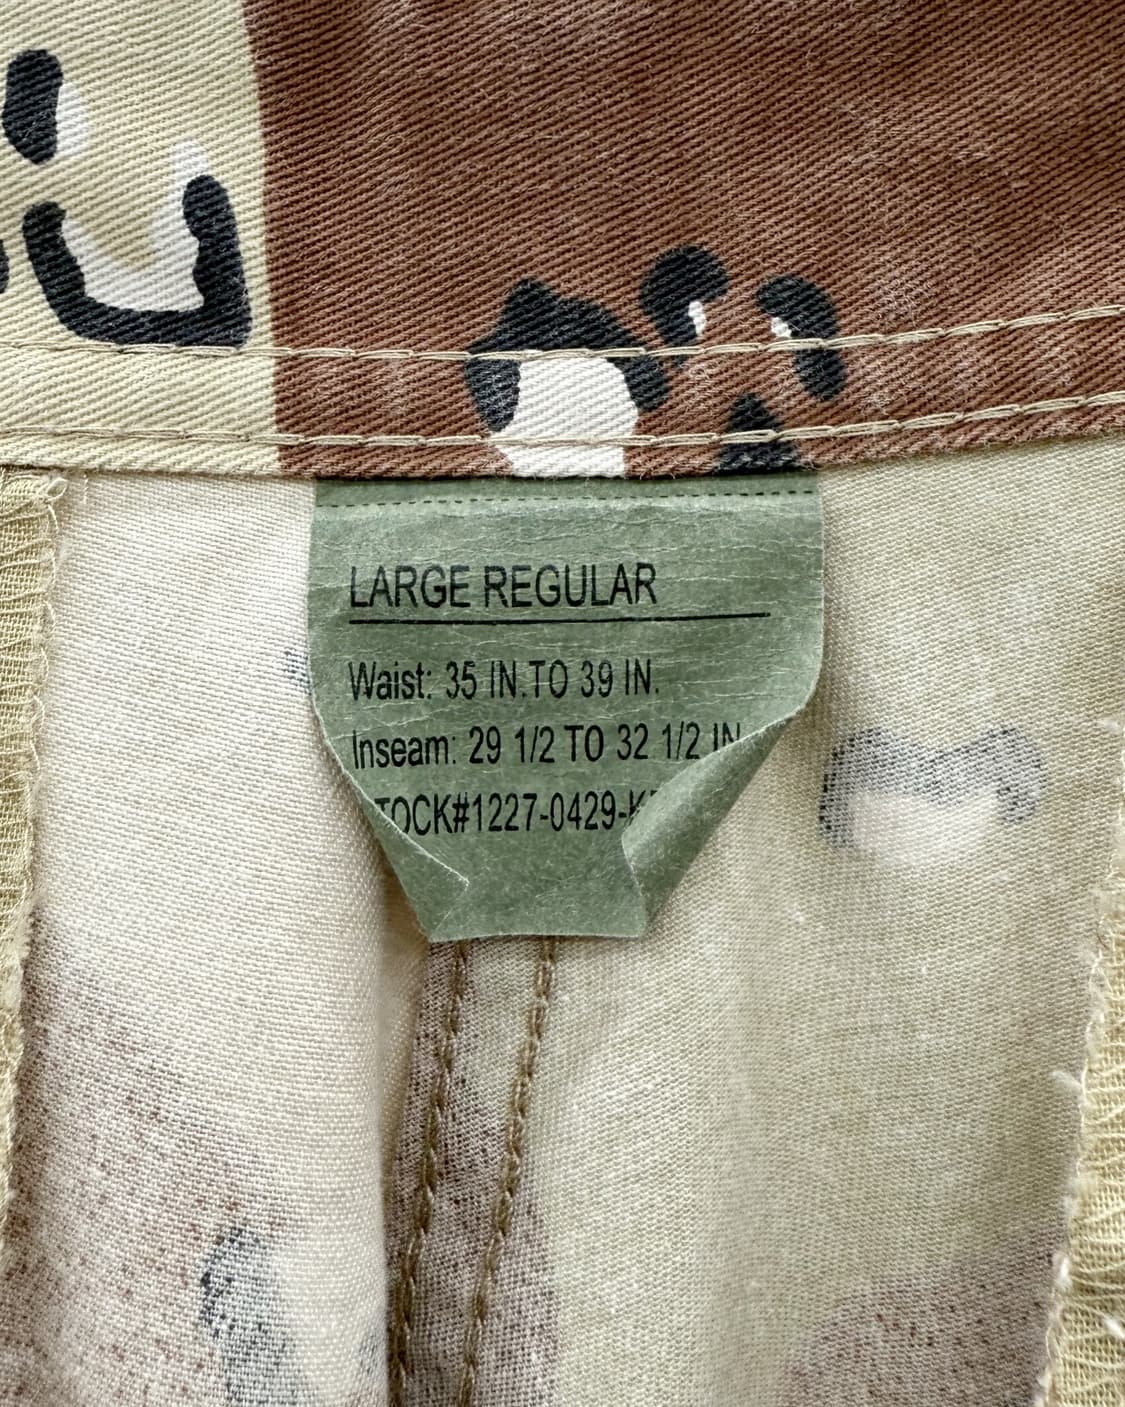 LARGE REGULAR
Waist: 35 IN.TO 39 IN.
Inseam: 29 1/2 TO 32 1/2 IN
TOCK#1227-0429-K